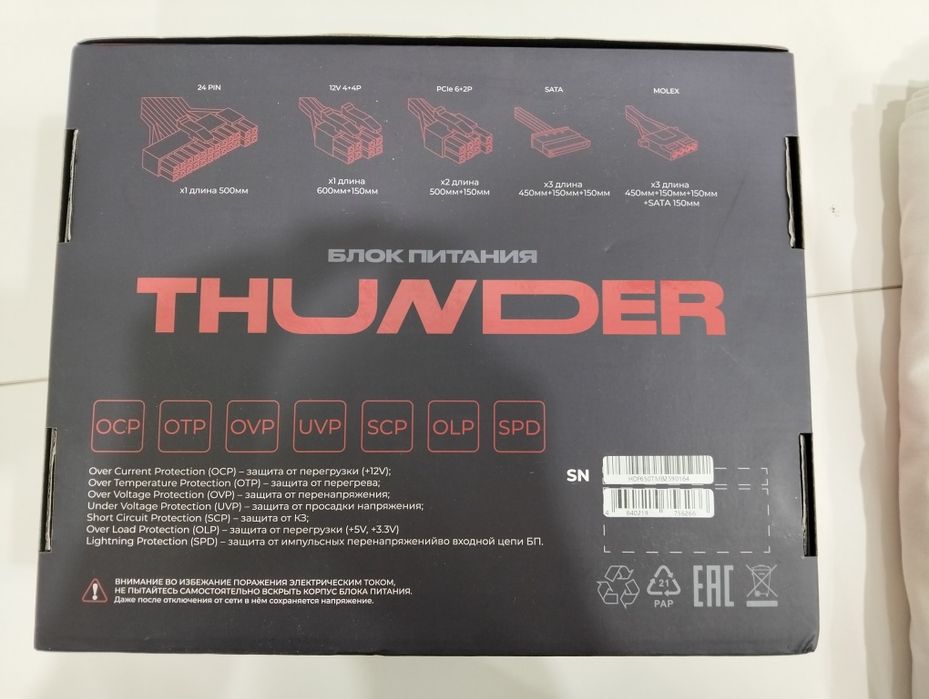 24 PIN
12V 4+4P
PCIe 6+2P
SATA
MOLEX
x1 длина 500мм
x1 длина
600мм+150мм
x2 длина
500мм+150мм
x3 длина
450мм+150мм+150мм
x3 длина
450мм+150мм+150мм
+SATA 150мм
БЛОК ПИТАНИЯ
THUNDER
OCP
OTP
OVP
UVP
SCP
OLP
SPD
Over Current Protection (OCP) – защита от перегрузки (+12V);
Over Temperature Protection (OTP) – защита от перегрева;
Over Voltage Protection (OVP) – защита от перенапряжения;
Under Voltage Protection (UVP) – защита от просадки напряжения;
Short Circuit Protection (SCP) – защита от КЗ;
Over Load Protection (OLP) – защита от перегрузки (+5V, +3.3V)
Lightning Protection (SPD) – защита от импульсных перенапряженийво входной цепи БП.
SN
4 640219 756266
ВНИМАНИЕ ВО ИЗБЕЖАНИЕ ПОРАЖЕНИЯ ЭЛЕКТРИЧЕСКИМ ТОКОМ,
НЕ ПЫТАЙТЕСЬ САМОСТОЯТЕЛЬНО ВСКРЫТЬ КОРПУС БЛОКА ПИТАНИЯ.
Даже после отключения от сети в нём сохраняется напряжение.
21
PAP
EAC